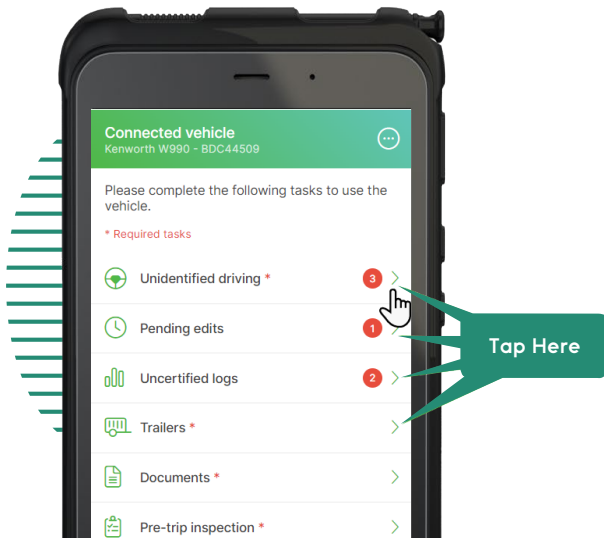 Connected vehicle
Kenworth W990 - BDC44509
Please complete the following tasks to use the
vehicle.
* Required tasks
Unidentified driving *
3
Pending edits
1
Tap Here
Uncertified logs
2
Trailers *
Documents *
Pre-trip inspection *